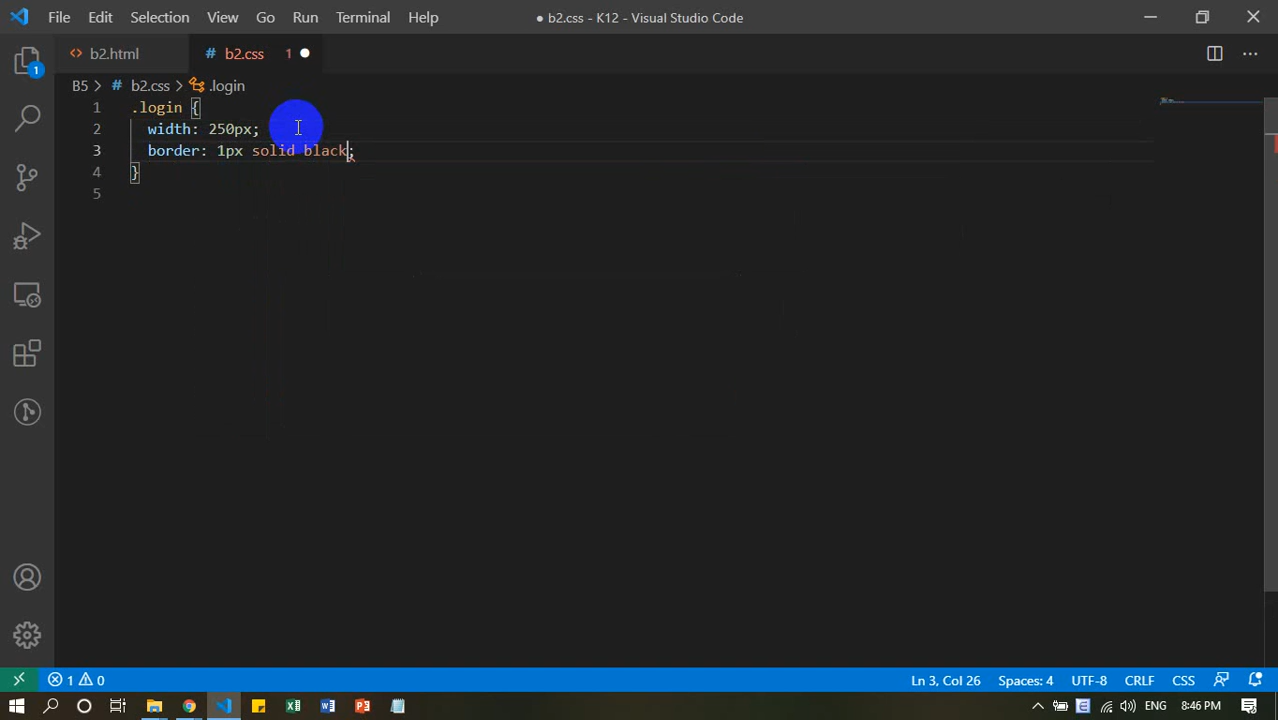 File Edit Selection View Go Run Terminal Help
● b2.css - K12 - Visual Studio Code
b2.html
# b2.css 1 ●
B5 > # b2.css > .login
1 .login {
2 width: 250px;
3 border: 1px solid black;
4 }
5
1
1 0
Ln 3, Col 26 Spaces: 4 UTF-8 CRLF CSS
ENG 8:46 PM